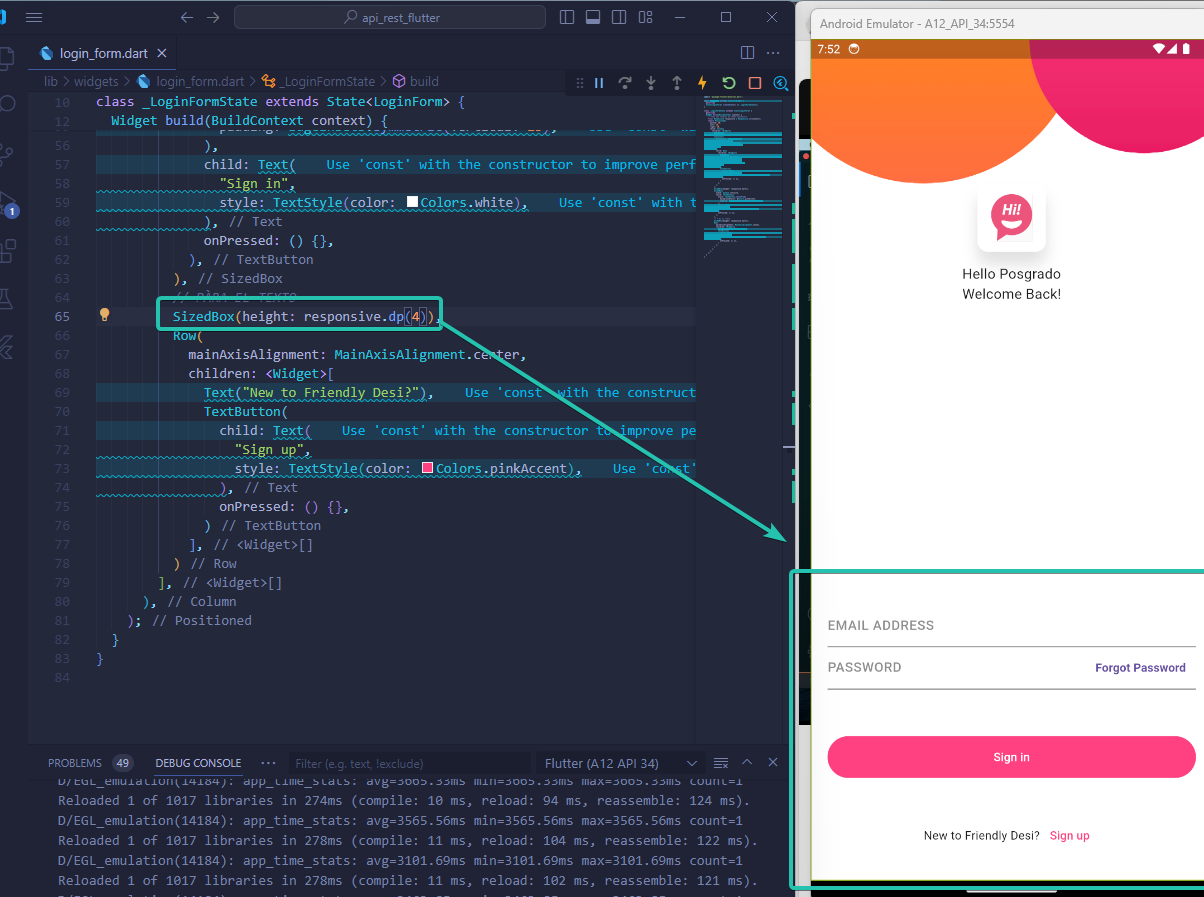 api_rest_flutter
login_form.dart
lib > widgets > login_form.dart > _LoginFormState > build
10 class _LoginFormState extends State<LoginForm> {
12 Widget build(BuildContext context) {
56 ),
57 child: Text( Use 'const' with the constructor to improve perf
58 "Sign in",
59 style: TextStyle(color: Colors.white), Use 'const' with t
60 ), // Text
61 onPressed: () {},
62 ), // TextButton
63 ), // SizedBox
64 // PARA EL TEXTO
65 SizedBox(height: responsive.dp(4)),
66 Row(
67 mainAxisAlignment: MainAxisAlignment.center,
68 children: <Widget>[
69 Text("New to Friendly Desi?"), Use 'const' with the construct
70 TextButton(
71 child: Text( Use 'const' with the constructor to improve pe
72 "Sign up",
73 style: TextStyle(color: Colors.pinkAccent), Use 'const'
74 ), // Text
75 onPressed: () {},
76 ) // TextButton
77 ], // <Widget>[]
78 ) // Row
79 ], // <Widget>[]
80 ), // Column
81 ); // Positioned
82 }
83 }
84
1
PROBLEMS 49 DEBUG CONSOLE ··· Filter (e.g. text, !exclude) Flutter (A12 API 34)
D/EGL_emulation(14184): app_time_stats: avg=3665.33ms min=3665.33ms max=3665.33ms count=1
Reloaded 1 of 1017 libraries in 274ms (compile: 10 ms, reload: 94 ms, reassemble: 124 ms).
D/EGL_emulation(14184): app_time_stats: avg=3565.56ms min=3565.56ms max=3565.56ms count=1
Reloaded 1 of 1017 libraries in 278ms (compile: 11 ms, reload: 104 ms, reassemble: 122 ms).
D/EGL_emulation(14184): app_time_stats: avg=3101.69ms min=3101.69ms max=3101.69ms count=1
Reloaded 1 of 1017 libraries in 278ms (compile: 11 ms, reload: 102 ms, reassemble: 121 ms).
Android Emulator - A12_API_34:5554
7:52
Hi!
Hello Posgrado
Welcome Back!
EMAIL ADDRESS
PASSWORD Forgot Password
Sign in
New to Friendly Desi? Sign up